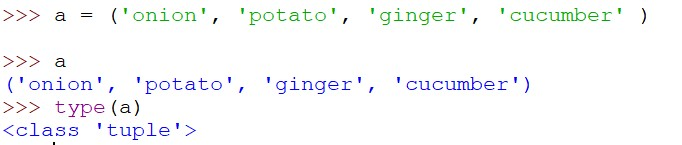 >>> a = ('onion', 'potato', 'ginger', 'cucumber' )
>>> a
('onion', 'potato', 'ginger', 'cucumber')
>>> type(a)
<class 'tuple'>